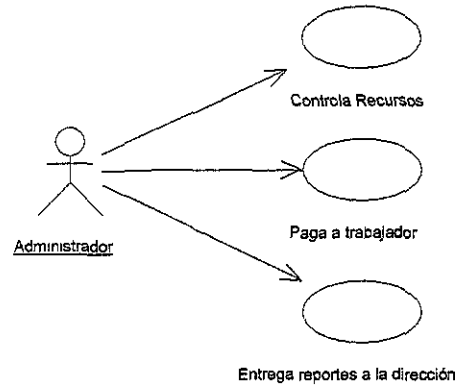 Controla Recursos
Paga a trabajador
Administrador
Entrega reportes a la dirección